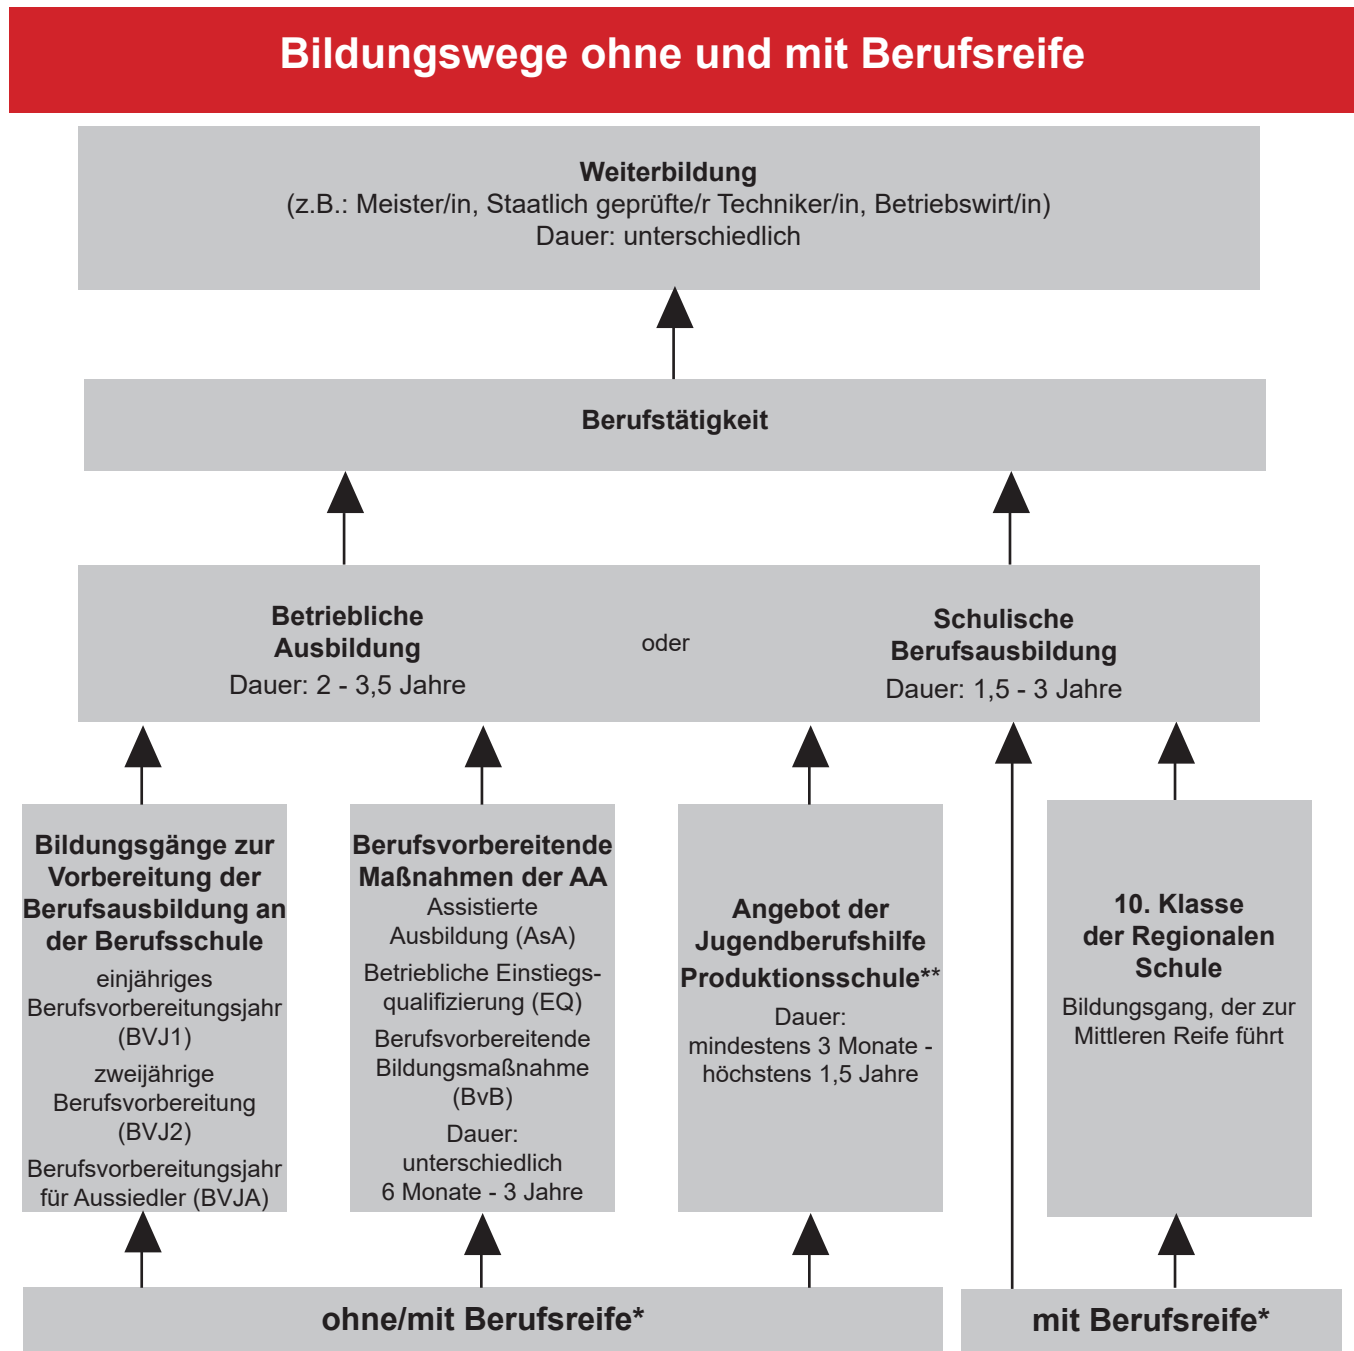 Bildungswege ohne und mit Berufsreife
Weiterbildung
(z.B.: Meister/in, Staatlich geprüfte/r Techniker/in, Betriebswirt/in)
Dauer: unterschiedlich
Berufstätigkeit
Betriebliche
Ausbildung
Dauer: 2 - 3,5 Jahre
oder
Schulische
Berufsausbildung
Dauer: 1,5 - 3 Jahre
Bildungsgänge zur
Vorbereitung der
Berufsausbildung an
der Berufsschule
einjähriges
Berufsvorbereitungsjahr
(BVJ1)
zweijährige
Berufsvorbereitung
(BVJ2)
Berufsvorbereitungsjahr
für Aussiedler (BVJA)
Berufsvorbereitende
Maßnahmen der AA
Assistierte
Ausbildung (AsA)
Betriebliche Einstiegs-
qualifizierung (EQ)
Berufsvorbereitende
Bildungsmaßnahme
(BvB)
Dauer:
unterschiedlich
6 Monate - 3 Jahre
Angebot der
Jugendberufshilfe
Produktionsschule**
Dauer:
mindestens 3 Monate -
höchstens 1,5 Jahre
10. Klasse
der Regionalen
Schule
Bildungsgang, der zur
Mittleren Reife führt
ohne/mit Berufsreife*
mit Berufsreife*